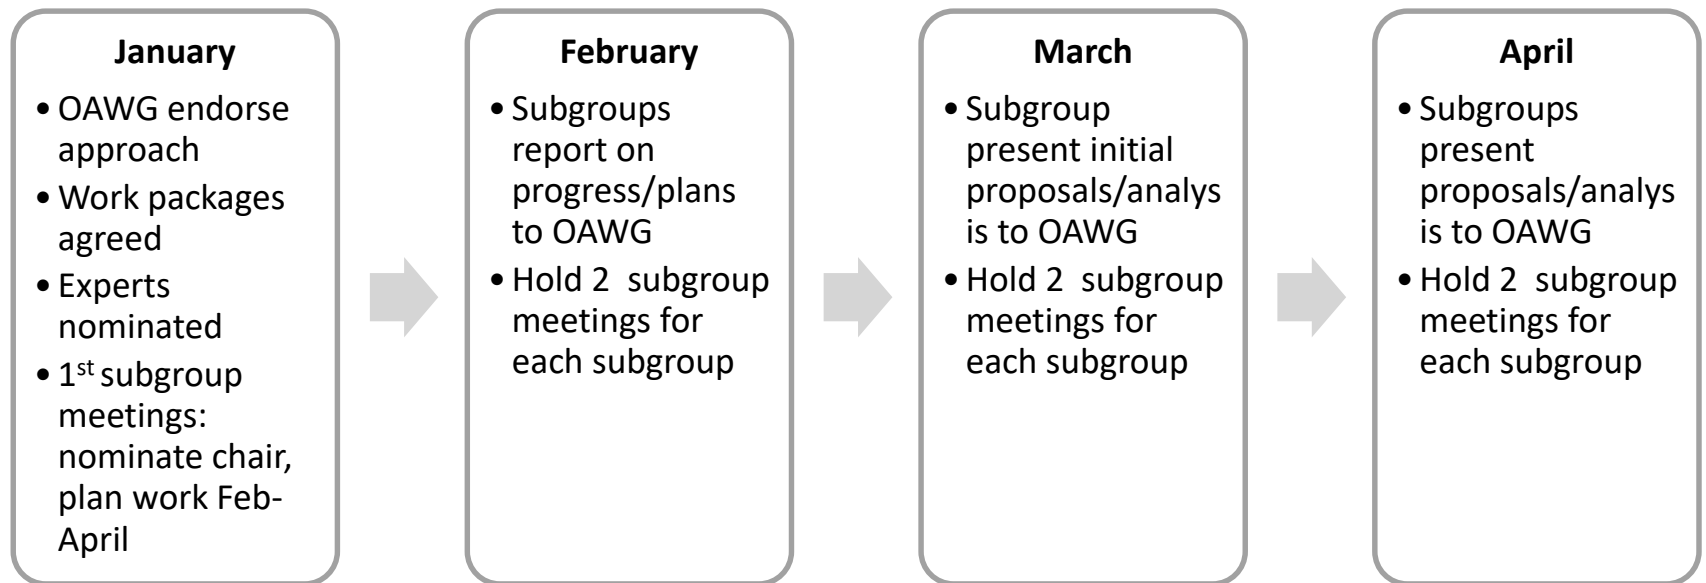 January
• OAWG endorse
approach
• Work packages
agreed
• Experts
nominated
• 1st subgroup
meetings:
nominate chair,
plan work Feb-
April
February
• Subgroups
report on
progress/plans
to OAWG
• Hold 2  subgroup
meetings for
each subgroup
March
• Subgroup
present initial
proposals/analys
is to OAWG
• Hold 2  subgroup
meetings for
each subgroup
April
• Subgroups
present
proposals/analys
is to OAWG
• Hold 2  subgroup
meetings for
each subgroup